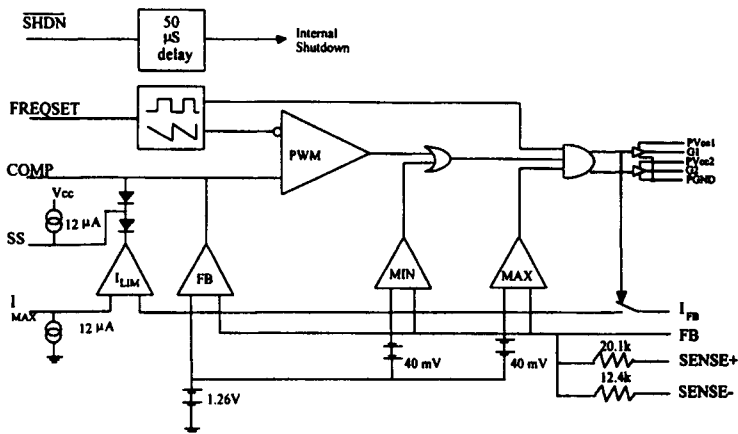 SHDN
50
μS
delay
Internal
Shutdown
FREQSET
PWM
PVcc1
G1
PVcc2
G2
PGND
COMP
Vcc
12 μA
SS
ILIM
FB
MIN
MAX
IMAX
12 μA
IFB
FB
40 mV
40 mV
20.1k
SENSE+
12.4k
SENSE-
1.26V